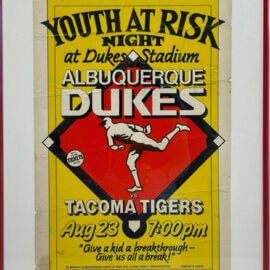 YOUTH AT RISK
NIGHT
at Dukes Stadium
ALBUQUERQUE
DUKES
VS.
TACOMA TIGERS
Aug 23 7:00pm
"Give a kid a breakthrough—
Give us all a break!"